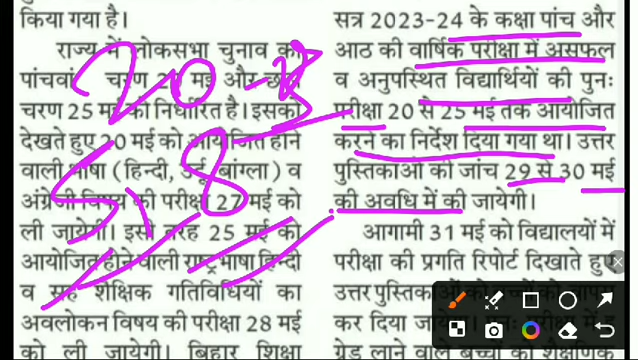 किया गया है।
राज्य में लोकसभा चुनाव का
पांचवां चरण 20 मई और छठा
चरण 25 मई को निर्धारित है। इसको
देखते हुए 20 मई को आयोजित होने
वाली भाषा (हिन्दी, उर्दू, बांग्ला) व
अंग्रेजी विषय की परीक्षा 27 मई को
ली जायेगी। इसी तरह 25 मई को
आयोजित होने वाली राष्ट्रभाषा हिन्दी
व सह शैक्षिक गतिविधियों का
अवलोकन विषय की परीक्षा 28 मई
को ली जायेगी। बिहार शिक्षा
सत्र 2023-24 के कक्षा पांच और
आठ की वार्षिक परीक्षा में असफल
व अनुपस्थित विद्यार्थियों की पुनः
परीक्षा 20 से 25 मई तक आयोजित
करने का निर्देश दिया गया था। उत्तर
पुस्तिकाओं को जांच 29 से 30 मई
की अवधि में की जायेगी।
आगामी 31 मई को विद्यालयों में
परीक्षा की प्रगति रिपोर्ट दिखाते हुए
उत्तर
कर दिया
ग्रेड लाने वाले
20
5, 8